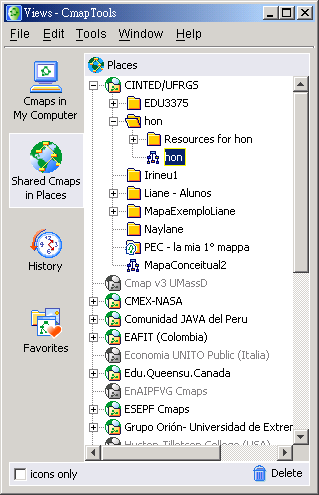 Views - CmapTools
File Edit Tools Window Help
Cmaps in
My Computer
Shared Cmaps
in Places
History
Favorites
Places
CINTED/UFRGS
EDU3375
hon
Resources for hon
hon
Irineu1
Liane - Alunos
MapaExemploLiane
Naylane
PEC - la mia 1° mappa
MapaConceitual2
Cmap v3 UMassD
CMEX-NASA
Comunidad JAVA del Peru
EAFIT (Colombia)
Economia UNITO Public (Italia)
Edu.Queensu.Canada
EnAIPFVG Cmaps
ESEPF Cmaps
Grupo Orión- Universidad de Extrem
Huston-Tillotson College (USA)
icons only
Delete